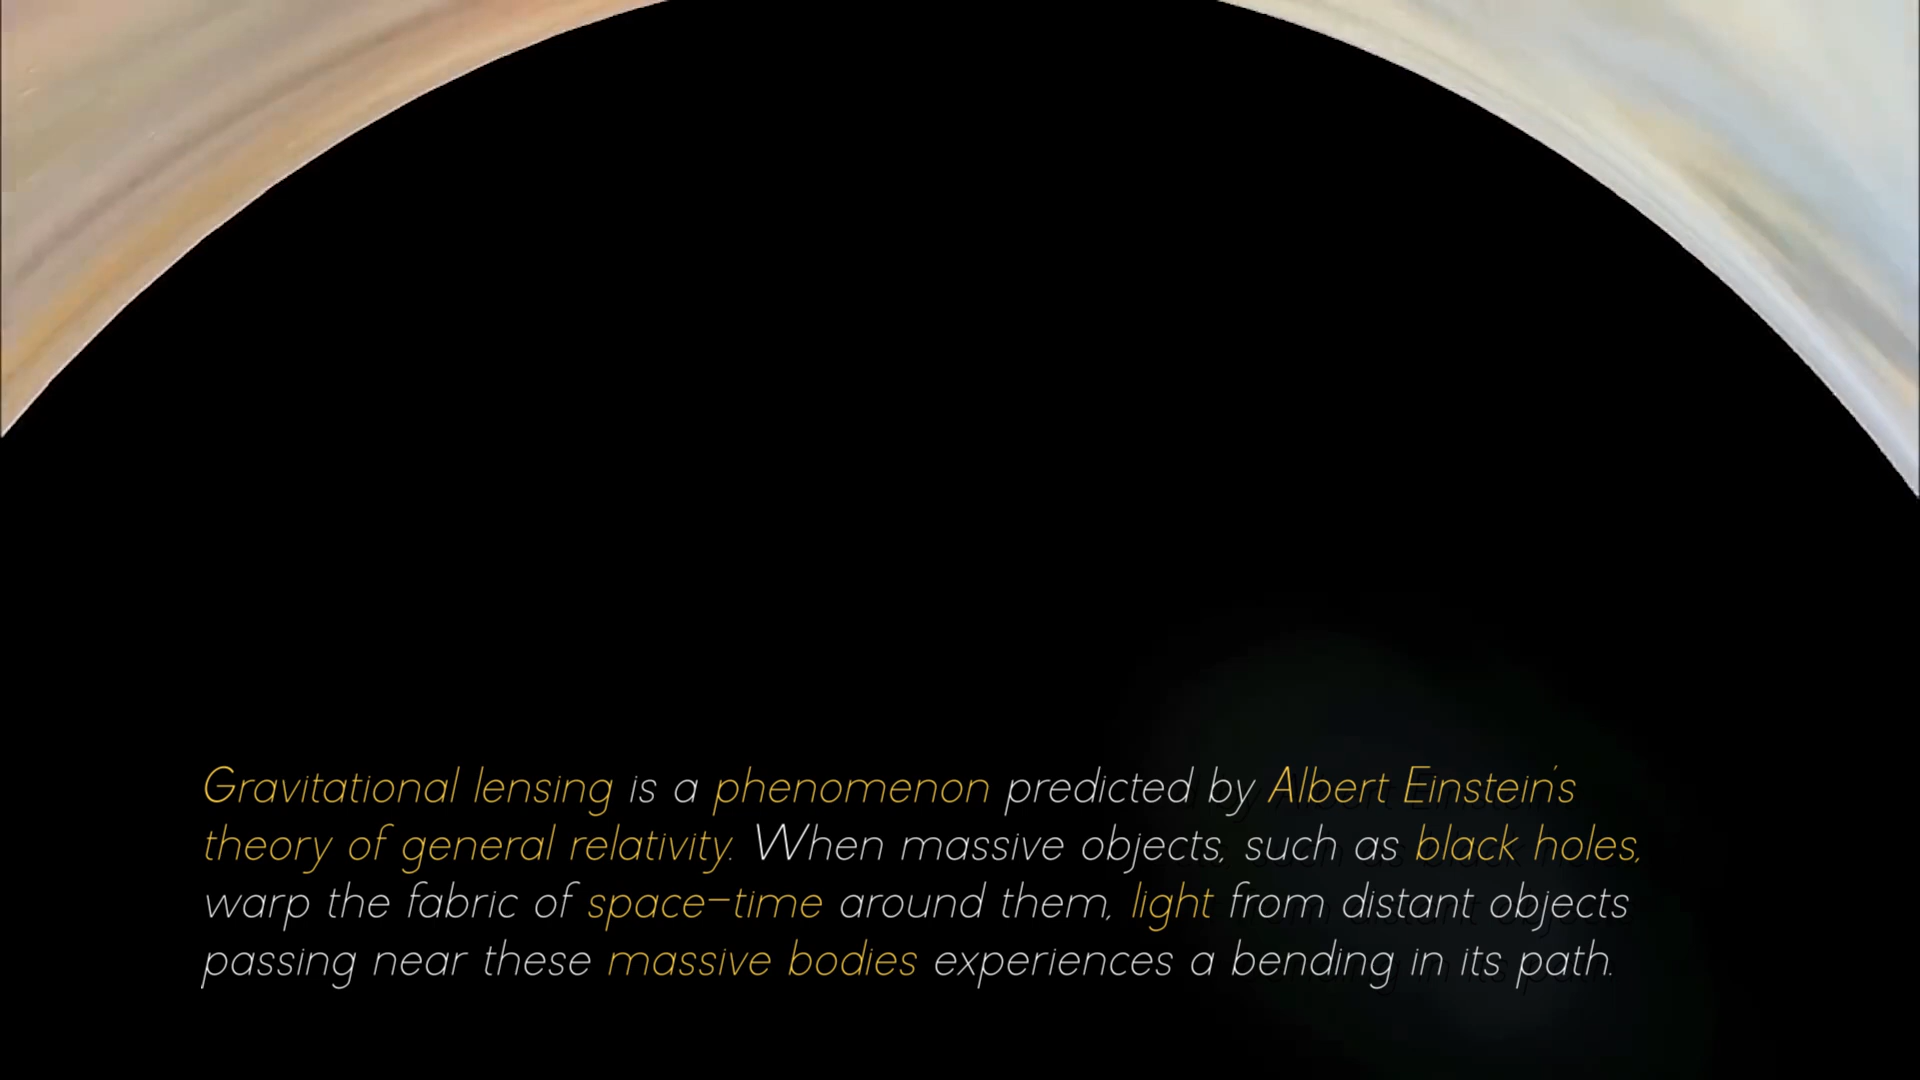 Gravitational lensing is a phenomenon predicted by Albert Einstein's
theory of general relativity. When massive objects, such as black holes,
warp the fabric of space-time around them, light from distant objects
passing near these massive bodies experiences a bending in its path.